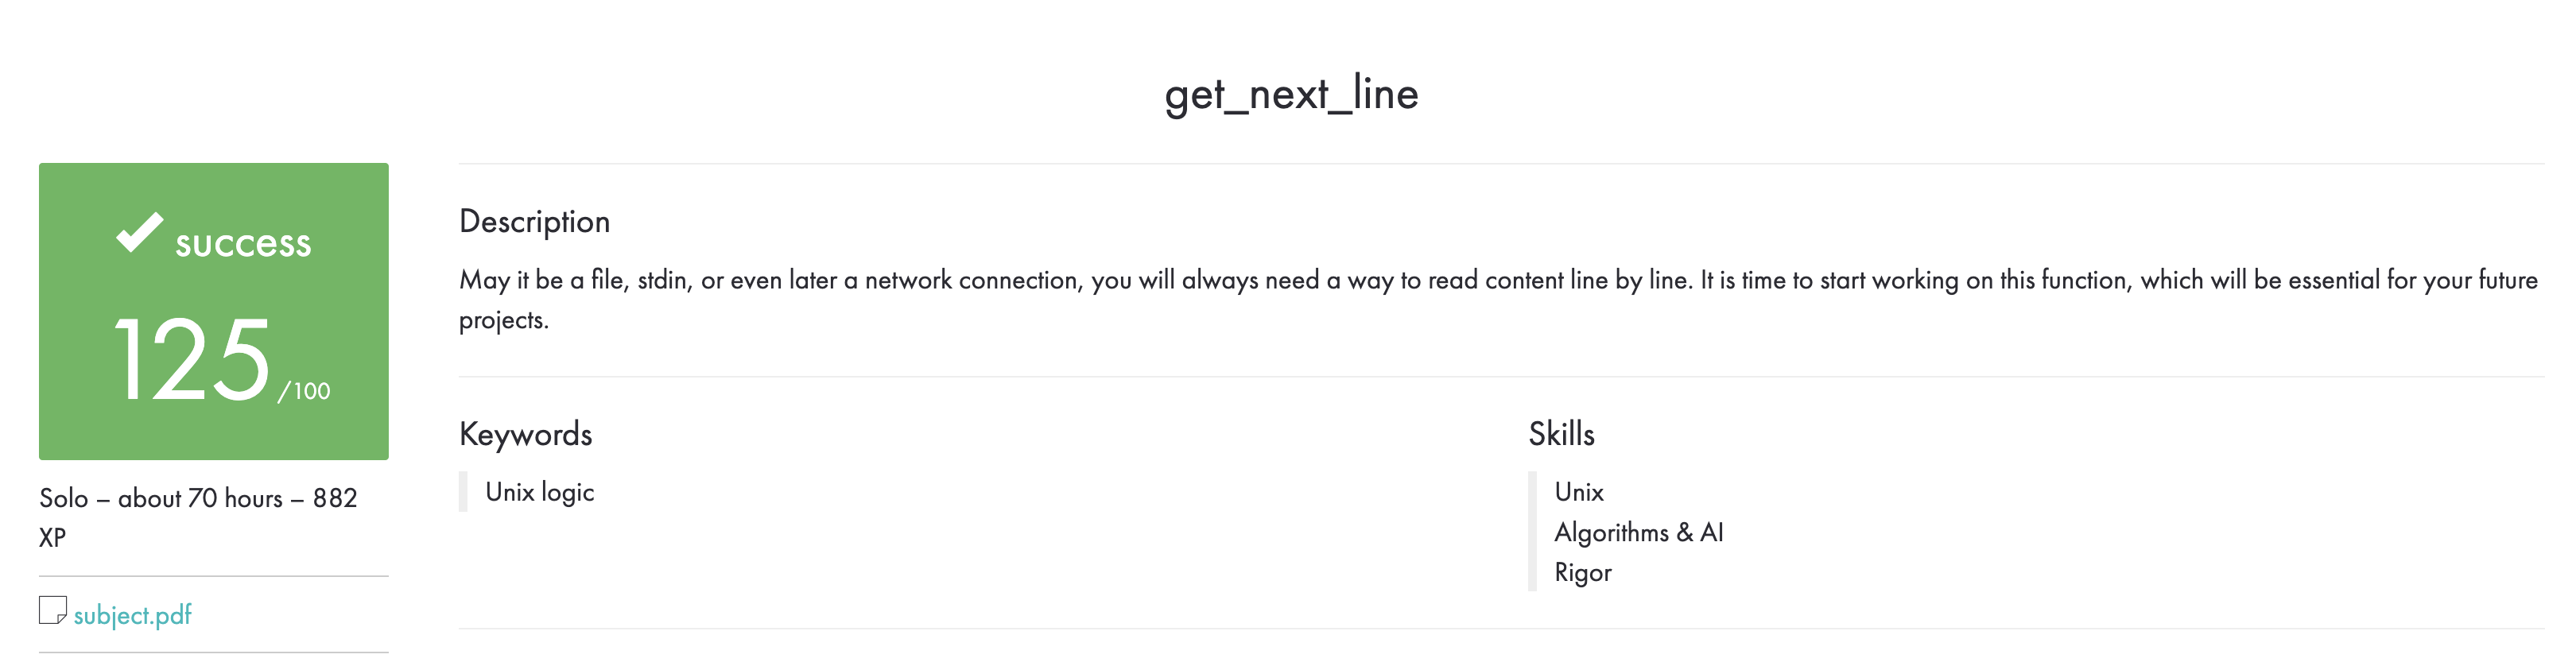 get_next_line
success
125/100
Solo – about 70 hours – 882
XP
subject.pdf
Description
May it be a file, stdin, or even later a network connection, you will always need a way to read content line by line. It is time to start working on this function, which will be essential for your future
projects.
Keywords
Unix logic
Skills
Unix
Algorithms & AI
Rigor